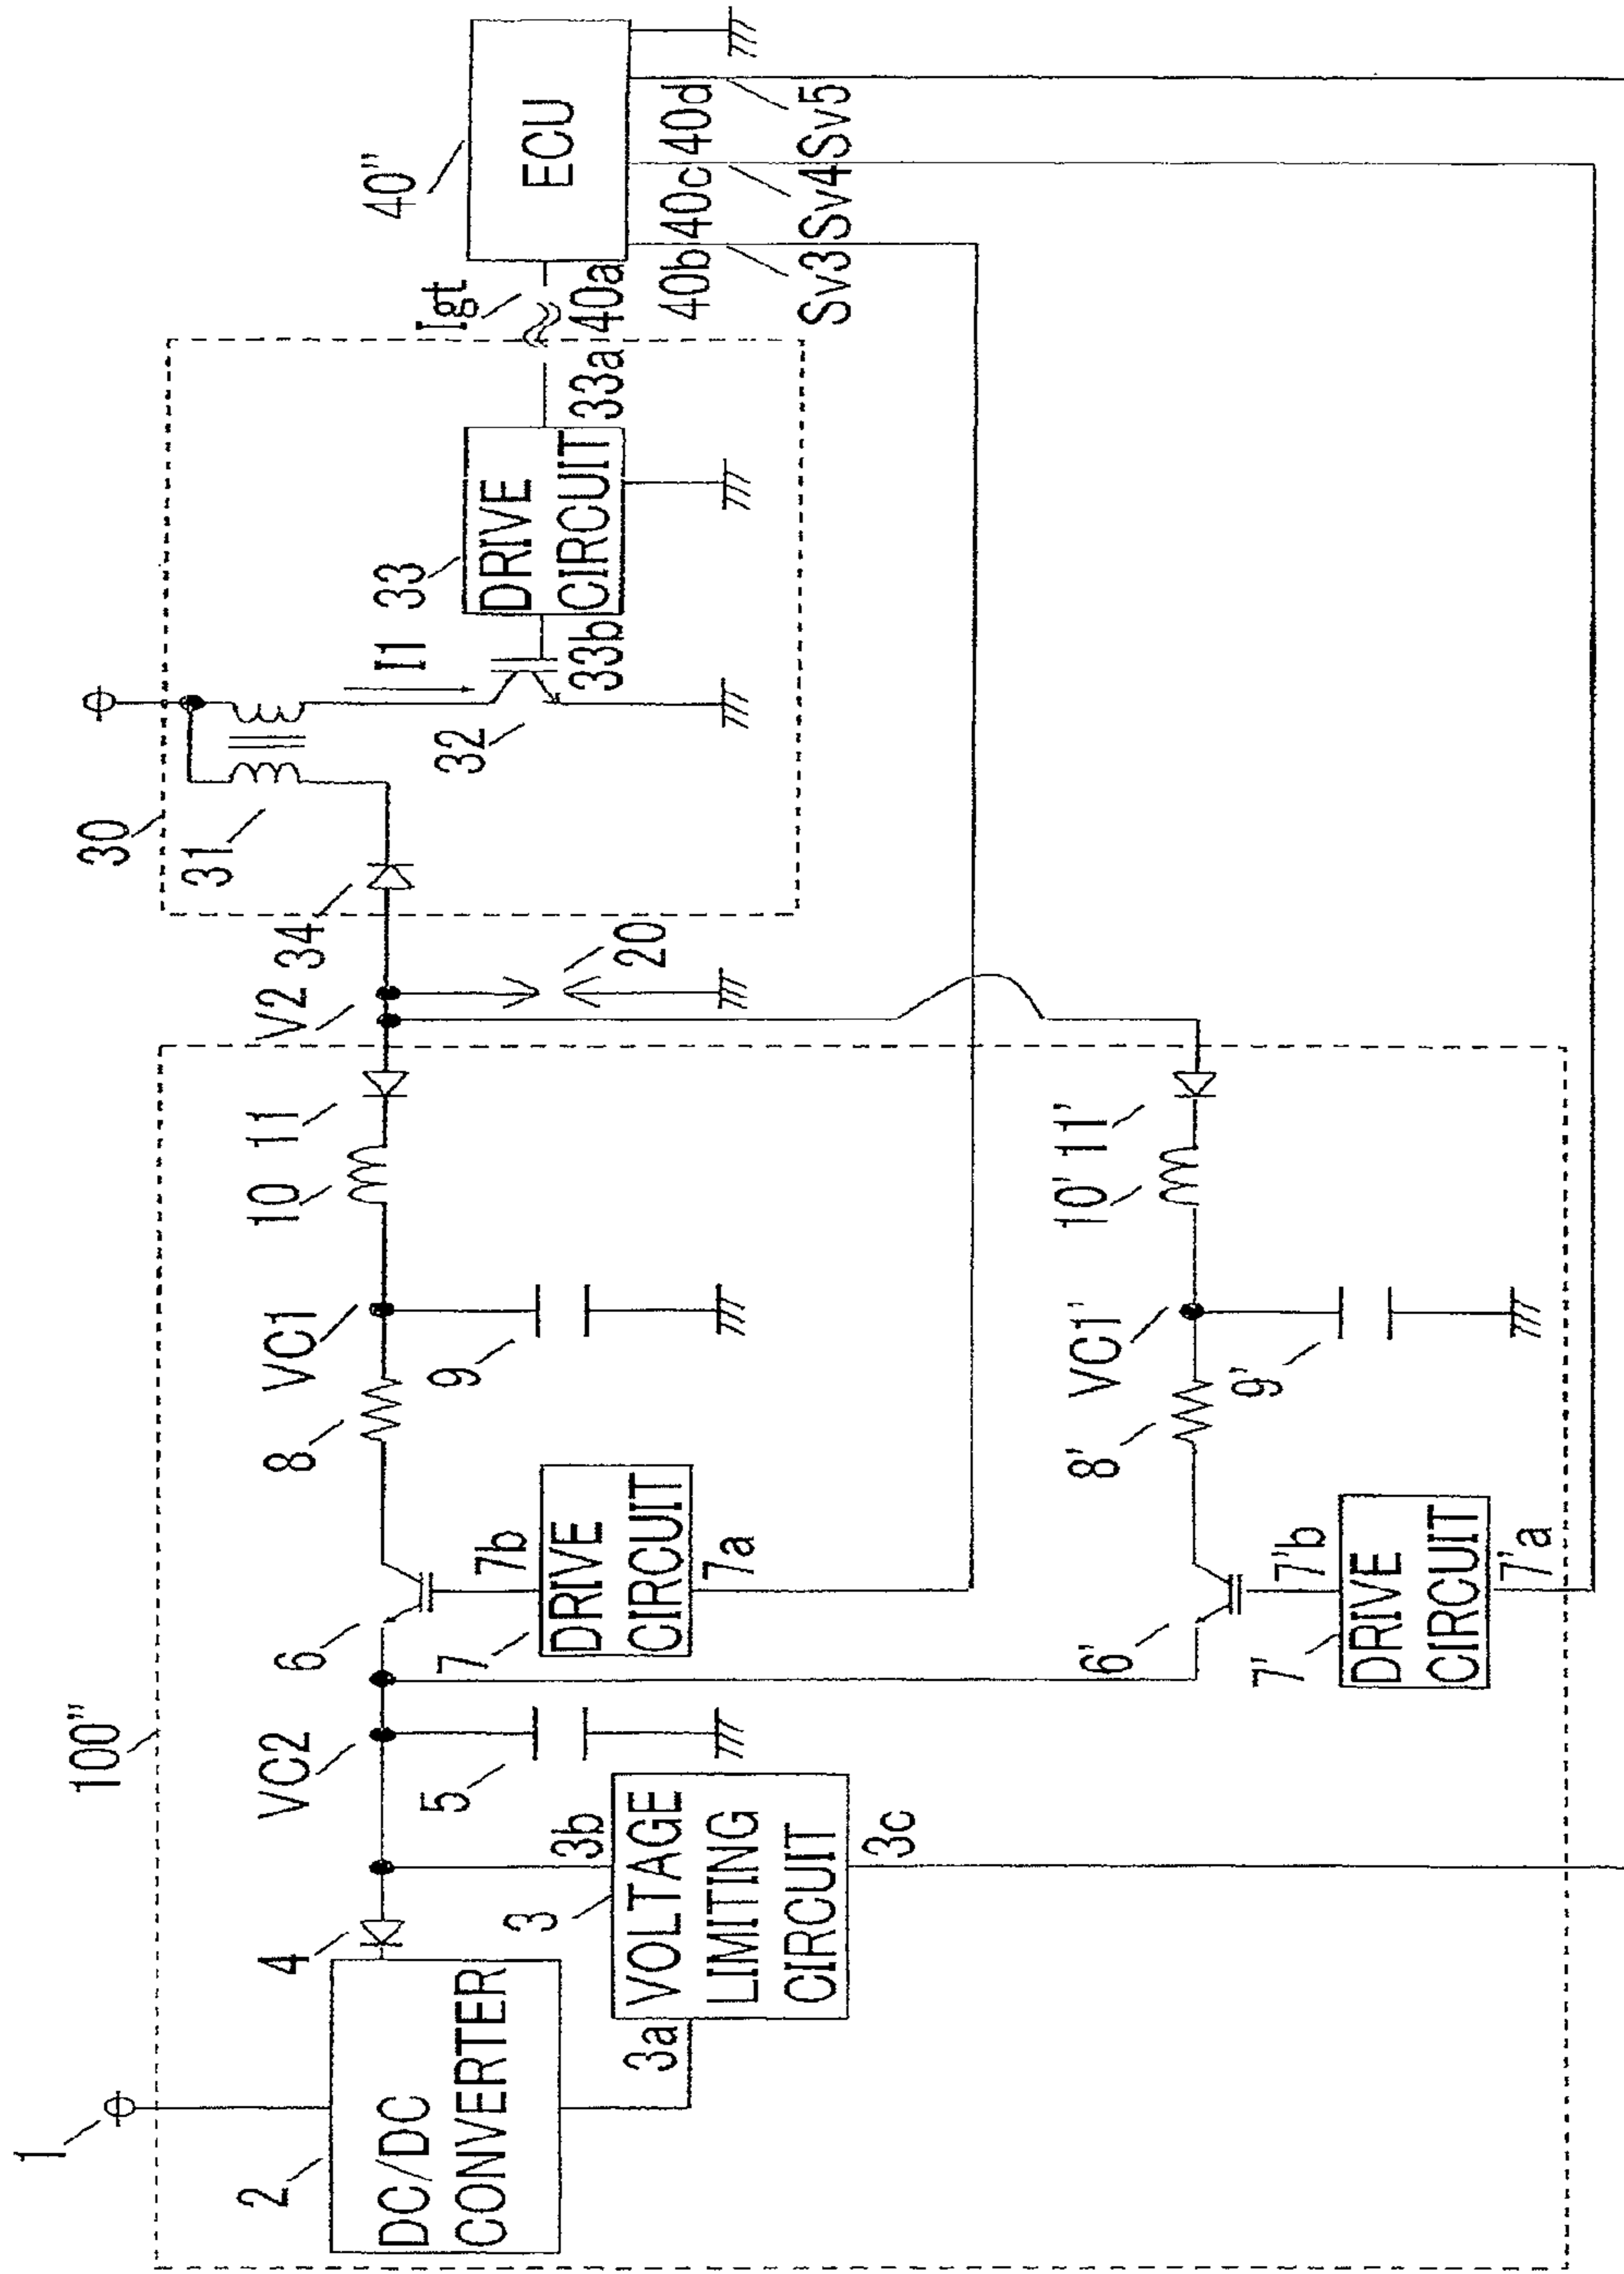 1
2
DC/DC
CONVERTER
100"
4
3
3a
3b
3c
VOLTAGE
LIMITING
CIRCUIT
VC2
5
6
7
7b
7a
DRIVE
CIRCUIT
8
VC1
9
10
11
6'
7'
7'b
7'a
DRIVE
CIRCUIT
8'
VC1'
9'
10'
11'
V2
20
30
31
34
32
I1
33
33b
33a
DRIVE
CIRCUIT
Igt
40"
ECU
40a
40b
40c
40d
Sv3
Sv4
Sv5